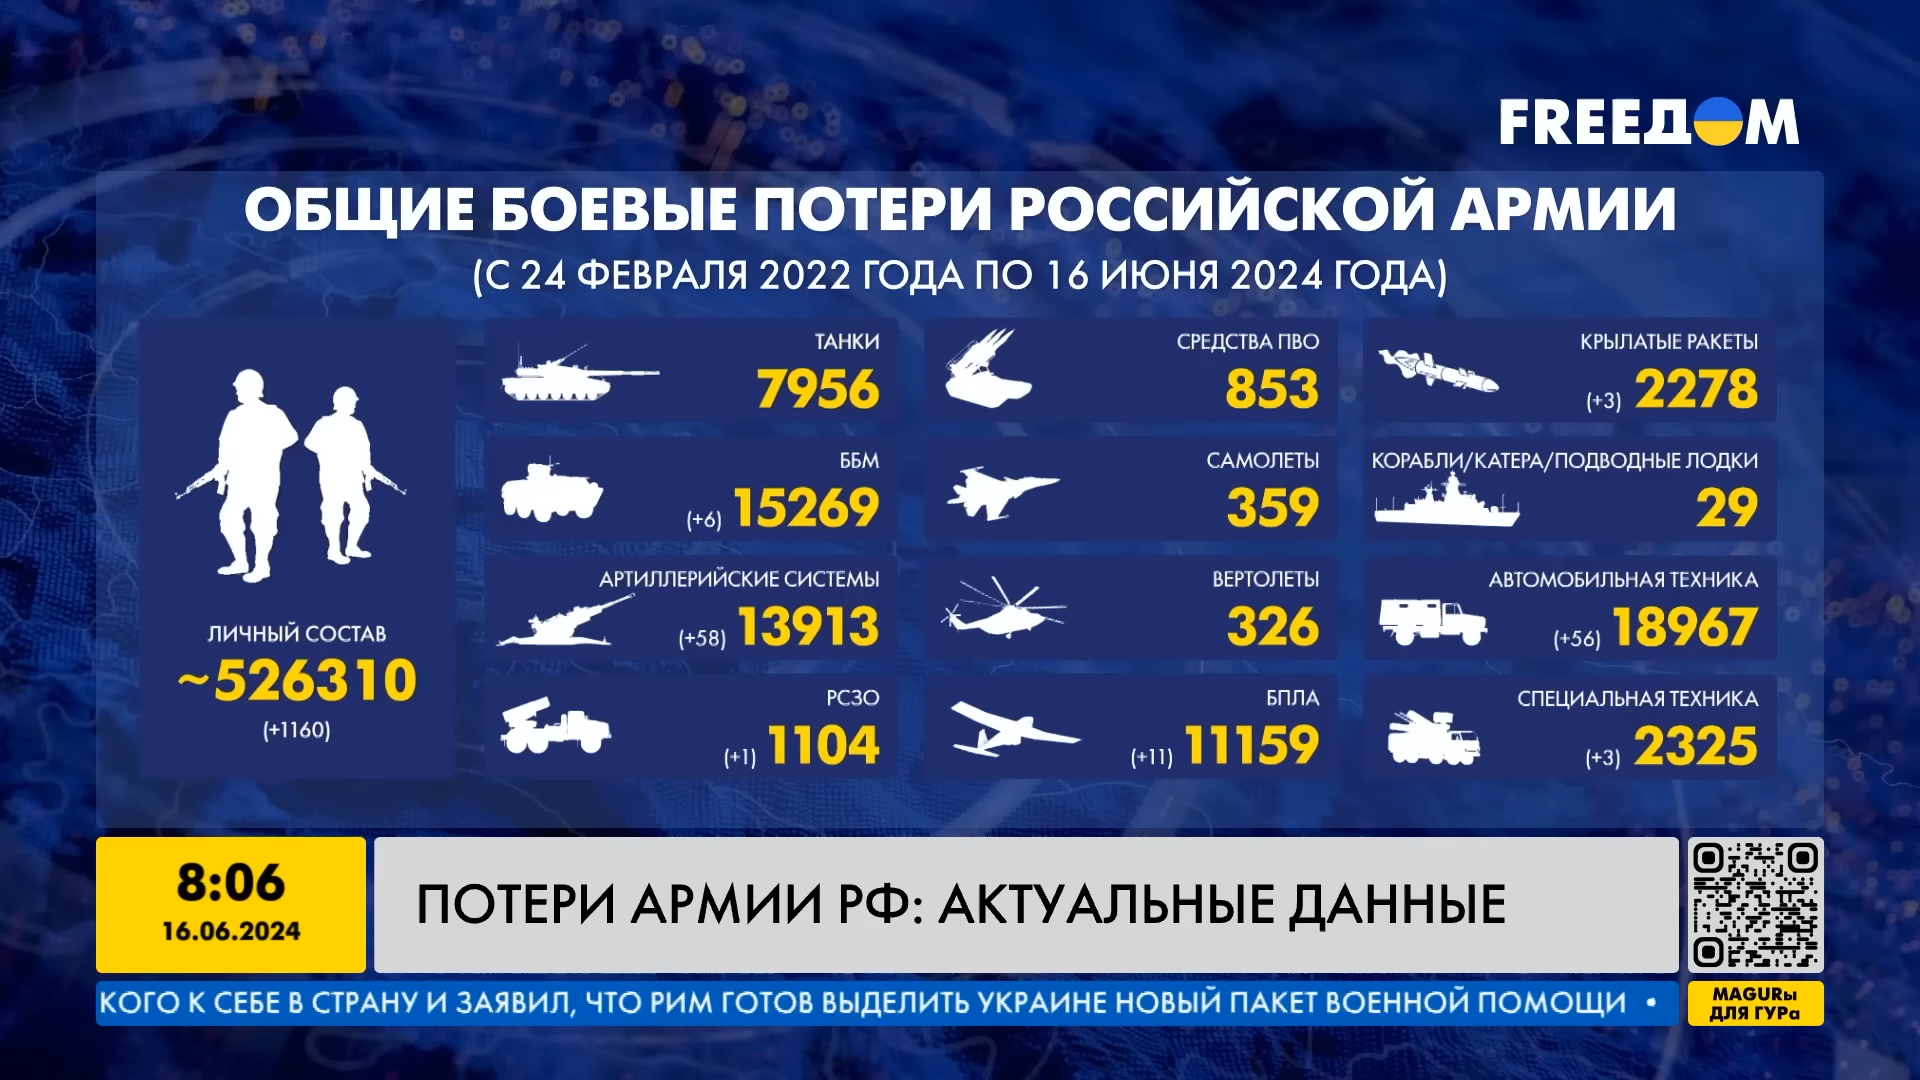 FREEДOM
ОБЩИЕ БОЕВЫЕ ПОТЕРИ РОССИЙСКОЙ АРМИИ
(С 24 ФЕВРАЛЯ 2022 ГОДА ПО 16 ИЮНЯ 2024 ГОДА)
ЛИЧНЫЙ СОСТАВ
~526310
(+1160)
ТАНКИ
7956
ББМ
(+6) 15269
АРТИЛЛЕРИЙСКИЕ СИСТЕМЫ
(+58) 13913
РСЗО
(+1) 1104
СРЕДСТВА ПВО
853
САМОЛЕТЫ
359
ВЕРТОЛЕТЫ
326
БПЛА
(+11) 11159
КРЫЛАТЫЕ РАКЕТЫ
(+3) 2278
КОРАБЛИ/КАТЕРА/ПОДВОДНЫЕ ЛОДКИ
29
АВТОМОБИЛЬНАЯ ТЕХНИКА
(+56) 18967
СПЕЦИАЛЬНАЯ ТЕХНИКА
(+3) 2325
8:06
16.06.2024
ПОТЕРИ АРМИИ РФ: АКТУАЛЬНЫЕ ДАННЫЕ
КОГО К СЕБЕ В СТРАНУ И ЗАЯВИЛ, ЧТО РИМ ГОТОВ ВЫДЕЛИТЬ УКРАИНЕ НОВЫЙ ПАКЕТ ВОЕННОЙ ПОМОЩИ •
MAGURы
ДЛЯ ГУРа